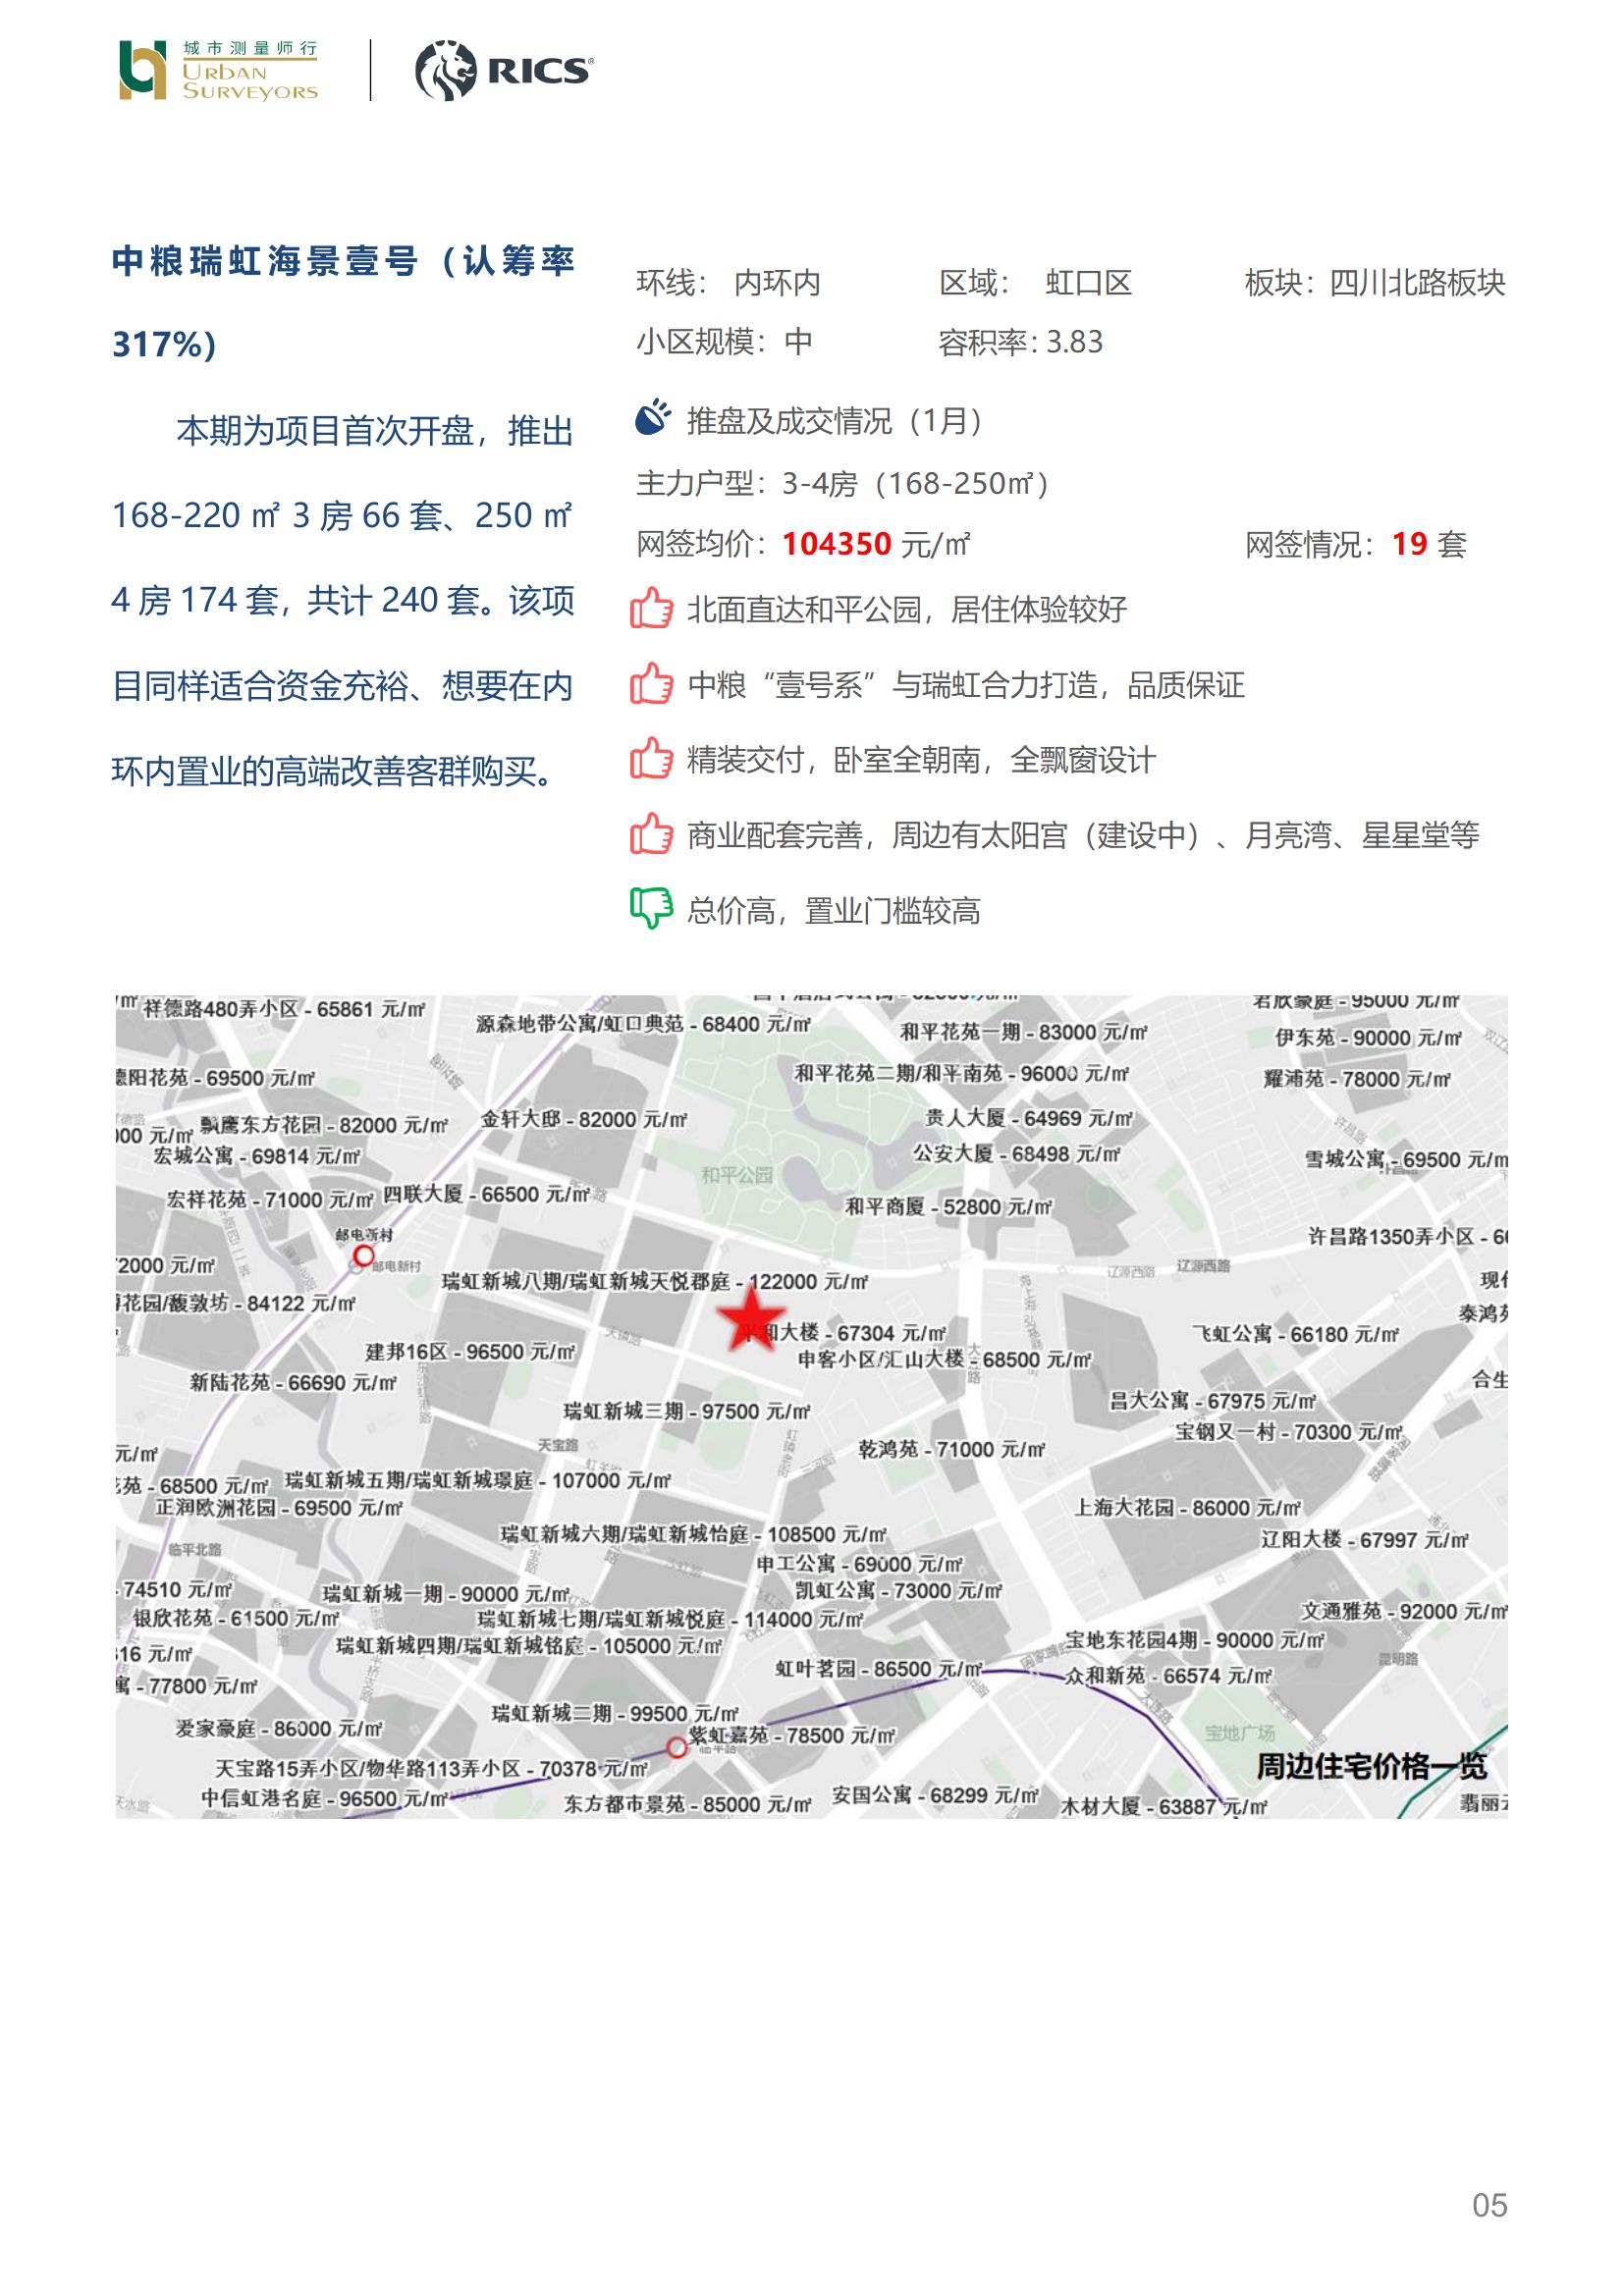 城市测量师行
URBAN
SURVEYORS
RICS®
中粮瑞虹海景壹号（认筹率
317%）
本期为项目首次开盘，推出
168-220 ㎡ 3 房 66 套、250 ㎡
4 房 174 套，共计 240 套。该项
目同样适合资金充裕、想要在内
环内置业的高端改善客群购买。
环线： 内环内 区域： 虹口区 板块：四川北路板块
小区规模：中 容积率：3.83
推盘及成交情况（1月）
主力户型：3-4房（168-250㎡）
网签均价：104350 元/㎡ 网签情况：19 套
北面直达和平公园，居住体验较好
中粮“壹号系”与瑞虹合力打造，品质保证
精装交付，卧室全朝南，全飘窗设计
商业配套完善，周边有太阳宫（建设中）、月亮湾、星星堂等
总价高，置业门槛较高
祥德路480弄小区 - 65861 元/㎡
君欣豪庭 - 95000 元/㎡
源森地带公寓/虹口典范 - 68400 元/㎡
和平花苑一期 - 83000 元/㎡
伊东苑 - 90000 元/㎡
德阳花苑 - 69500 元/㎡
和平花苑二期/和平南苑 - 96000 元/㎡
耀浦苑 - 78000 元/㎡
飘鹰东方花园 - 82000 元/㎡
金轩大邸 - 82000 元/㎡
贵人大厦 - 64969 元/㎡
许昌路
000 元/㎡
宏城公寓 - 69814 元/㎡
公安大厦 - 68498 元/㎡
雪城公寓 - 69500 元/㎡
和平公园
宏祥花苑 - 71000 元/㎡
四联大厦 - 66500 元/㎡
和平商厦 - 52800 元/㎡
邮电新村
邮电新村
许昌路1350弄小区 - 6
72000 元/㎡
辽源西路
辽源西路
瑞虹新城八期/瑞虹新城天悦郡庭 - 122000 元/㎡
花园/馥敦坊 - 84122 元/㎡
泰鸿
平和大楼 - 67304 元/㎡
飞虹公寓 - 66180 元/㎡
天镇路
建邦16区 - 96500 元/㎡
申客小区/汇山大楼 - 68500 元/㎡
新陆花苑 - 66690 元/㎡
合生
昌大公寓 - 67975 元/㎡
瑞虹新城三期 - 97500 元/㎡
宝钢又一村 - 70300 元/㎡
天宝路
乾鸿苑 - 71000 元/㎡
元/㎡
苑 - 68500 元/㎡
瑞虹新城五期/瑞虹新城璟庭 - 107000 元/㎡
正润欧洲花园 - 69500 元/㎡
上海大花园 - 86000 元/㎡
瑞虹新城六期/瑞虹新城怡庭 - 108500 元/㎡
辽阳大楼 - 67997 元/㎡
临平北路
申工公寓 - 69000 元/㎡
- 74510 元/㎡
瑞虹新城一期 - 90000 元/㎡
凯虹公寓 - 73000 元/㎡
银欣花苑 - 61500 元/㎡
瑞虹新城七期/瑞虹新城悦庭 - 114000 元/㎡
文通雅苑 - 92000 元/㎡
瑞虹新城四期/瑞虹新城铭庭 - 105000 元/㎡
宝地东花园4期 - 90000 元/㎡
16 元/㎡
昆明路
虹叶茗园 - 86500 元/㎡
众和新苑 - 66574 元/㎡
寓 - 77800 元/㎡
大连路
瑞虹新城二期 - 99500 元/㎡
爱家豪庭 - 86000 元/㎡
紫虹嘉苑 - 78500 元/㎡
宝地广场
临平路
天宝路15弄小区/物华路113弄小区 - 70378 元/㎡
周边住宅价格一览
中信虹港名庭 - 96500 元/㎡
东方都市景苑 - 85000 元/㎡
安国公寓 - 68299 元/㎡
木材大厦 - 63887 元/㎡
翡丽
天水路
05